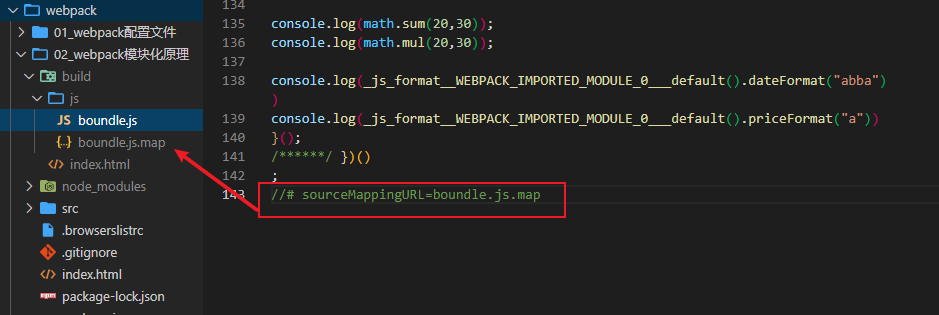 webpack
01_webpack配置文件
02_webpack模块化原理
build
js
JS boundle.js
{..} boundle.js.map
<> index.html
node_modules
src
.browserslistrc
.gitignore
<> index.html
package-lock.json
134
135 console.log(math.sum(20,30));
136 console.log(math.mul(20,30));
137
138 console.log(_js_format__WEBPACK_IMPORTED_MODULE_0___default().dateFormat("abba")
)
139 console.log(_js_format__WEBPACK_IMPORTED_MODULE_0___default().priceFormat("a"))
140 }();
141 /******/ })()
142 ;
143 //# sourceMappingURL=boundle.js.map